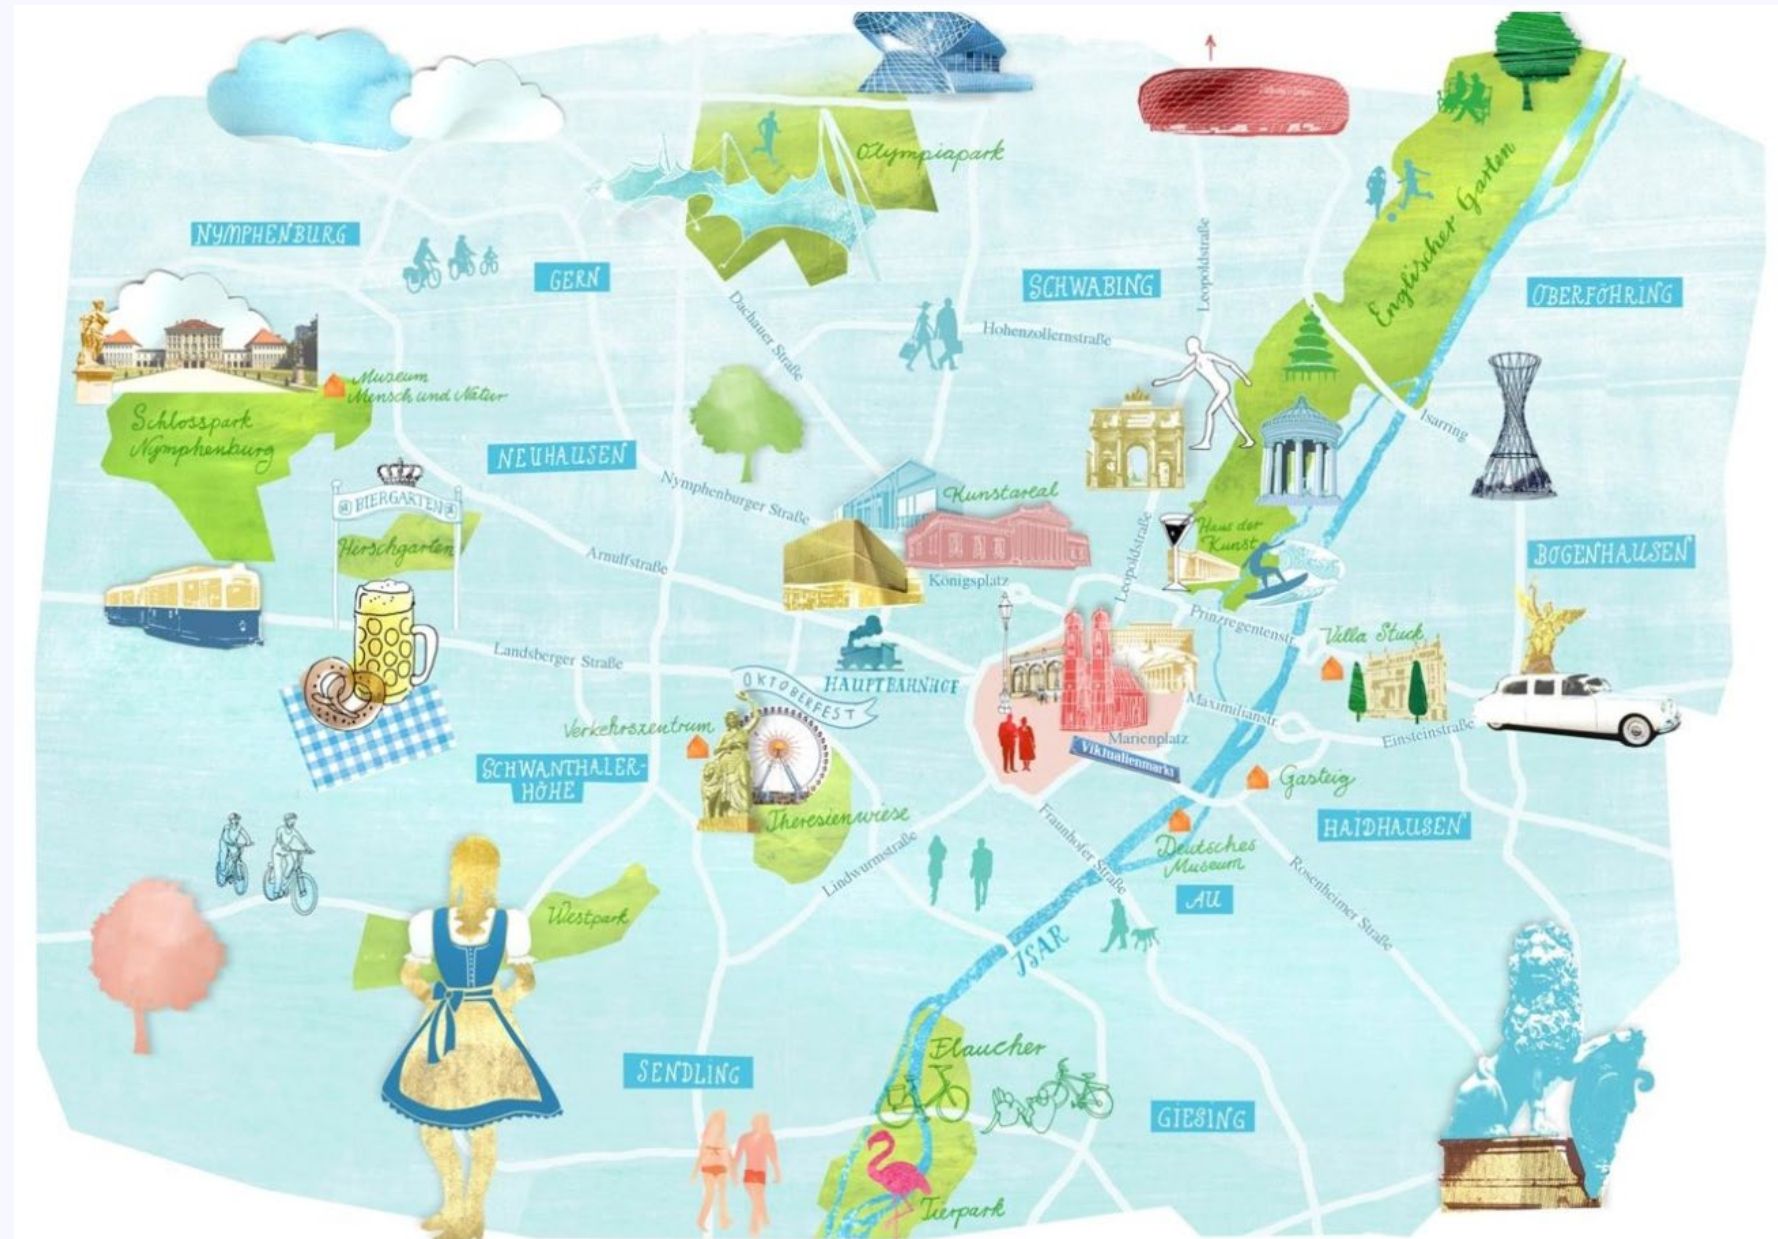 Olympiapark
Englischer Garten
NYMPHENBURG
GERN
SCHWABING
Leopoldstraße
OBERFÖHRING
Dachauer Straße
Hohenzollernstraße
Museum
Mensch und Natur
Schlosspark
Nymphenburg
NEUHAUSEN
Isarring
BIERGARTEN
Hirschgarten
Nymphenburger Straße
Kunstareal
Leopoldstraße
Haus der
Kunst
BOGENHAUSEN
Arnulfstraße
Königsplatz
Prinzregentenstr.
Villa Stuck
Landsberger Straße
OKTOBERFEST
HAUPTBAHNHOF
Maximilianstr.
Verkehrszentrum
Marienplatz
Viktualienmarkt
Einsteinstraße
SCHWANTHALER-
HÖHE
Gasteig
Theresienwiese
Fraunhofer Straße
HAIDHAUSEN
Lindwurmstraße
Deutsches
Museum
AU
Rosenheimer Straße
Westpark
ISAR
Flaucher
SENDLING
GIESING
Tierpark